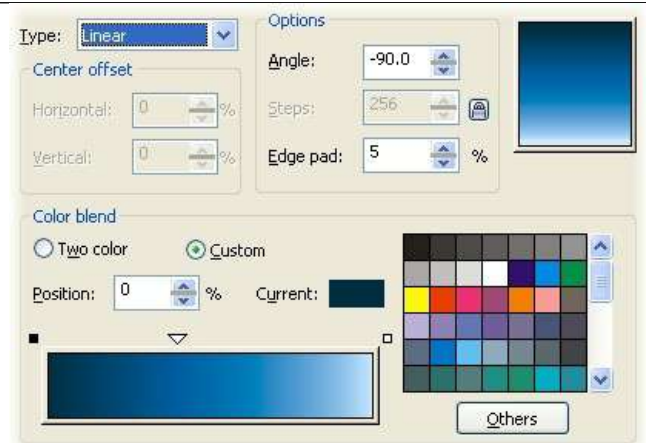 Type: Linear
Center offset
Horizontal: 0 %
Vertical: 0 %
Options
Angle: -90.0
Steps: 256
Edge pad: 5 %
Color blend
Two color Custom
Position: 0 % Current:
Others